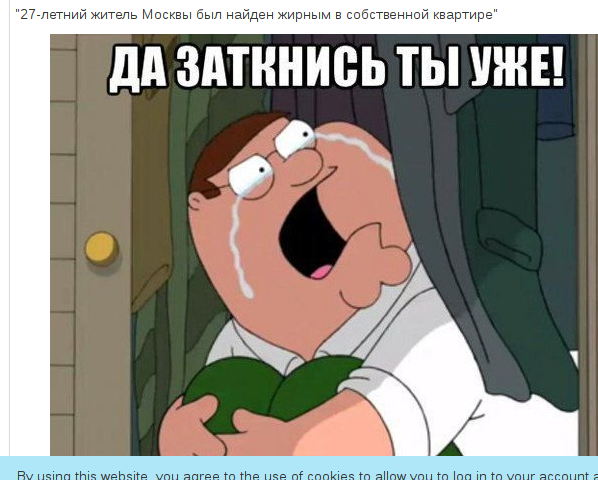 "27-летний житель Москвы был найден жирным в собственной квартире"
ДА ЗАТКНИСЬ ТЫ УЖЕ!
By using this website, you agree to the use of cookies to allow you to log in to your account a